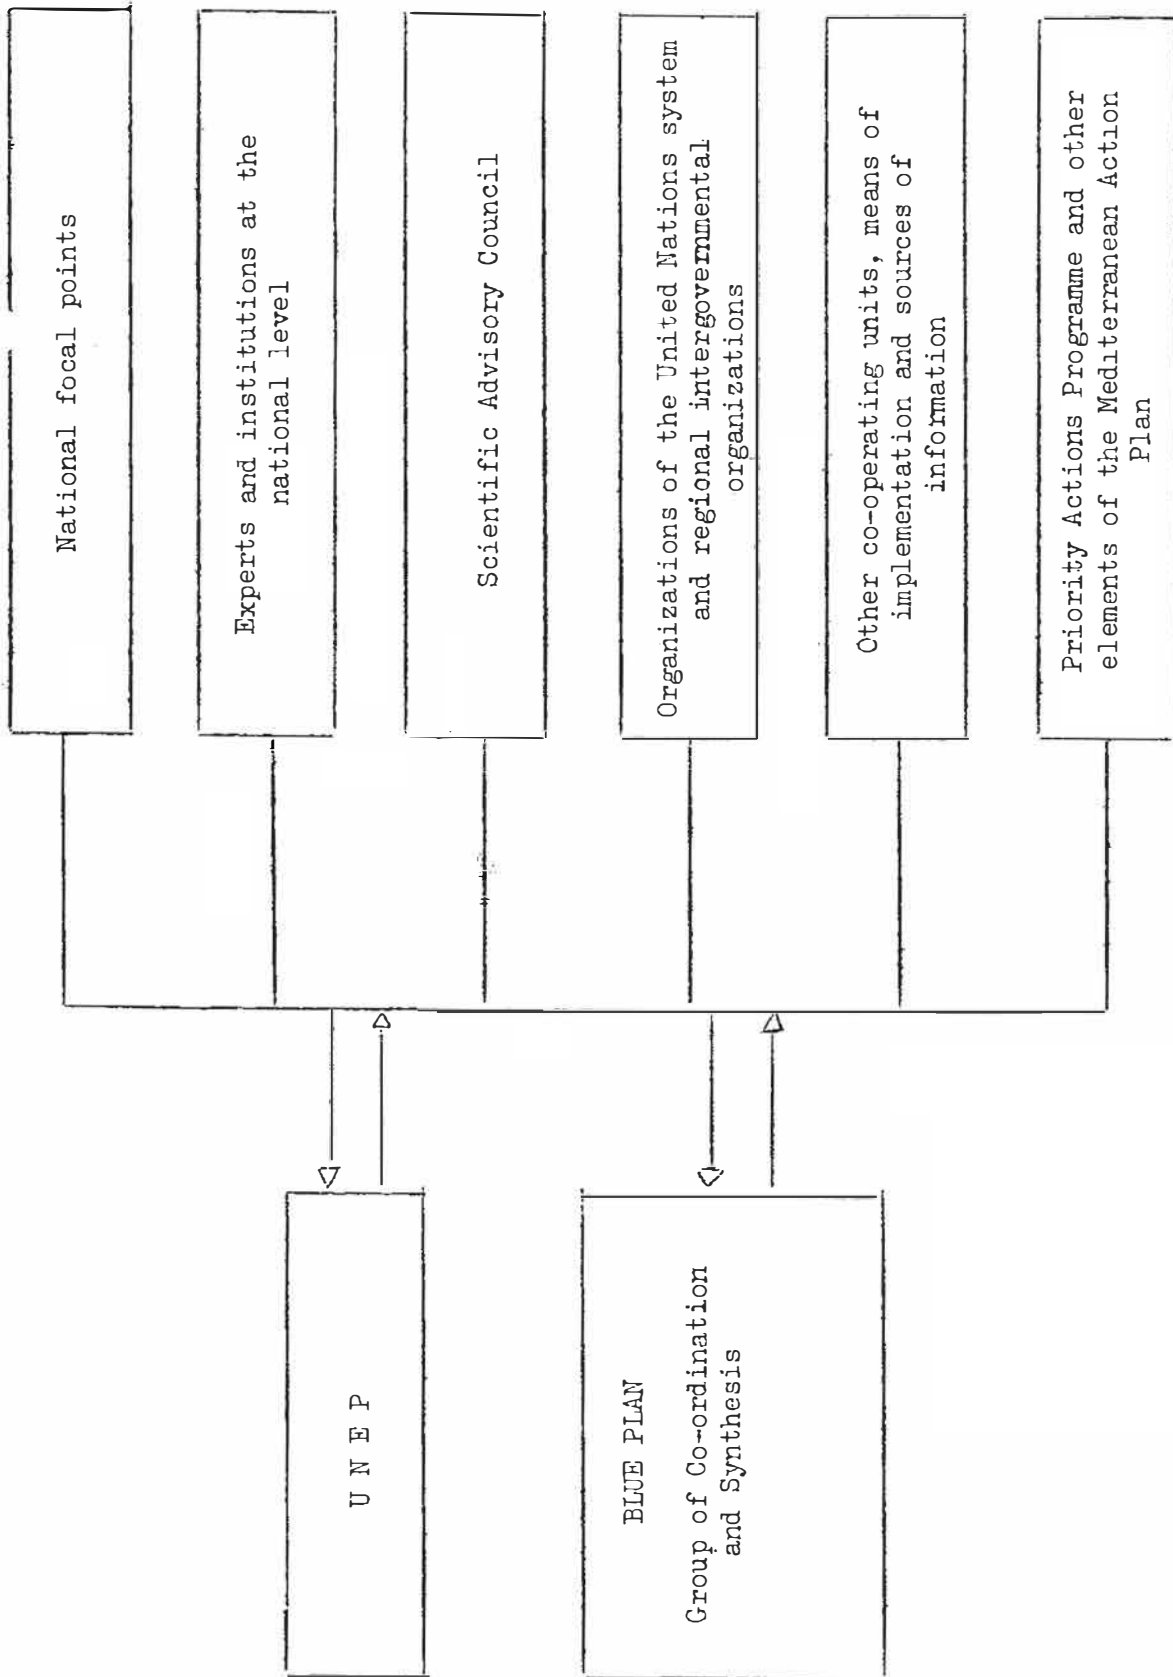 U N E P
BLUE PLAN
Group of Co-ordination
and Synthesis
National focal points
Experts and institutions at the
national level
Scientific Advisory Council
Organizations of the United Nations system
and regional intergovernmental
organizations
Other co-operating units, means of
implementation and sources of
information
Priority Actions Programme and other
elements of the Mediterranean Action
Plan